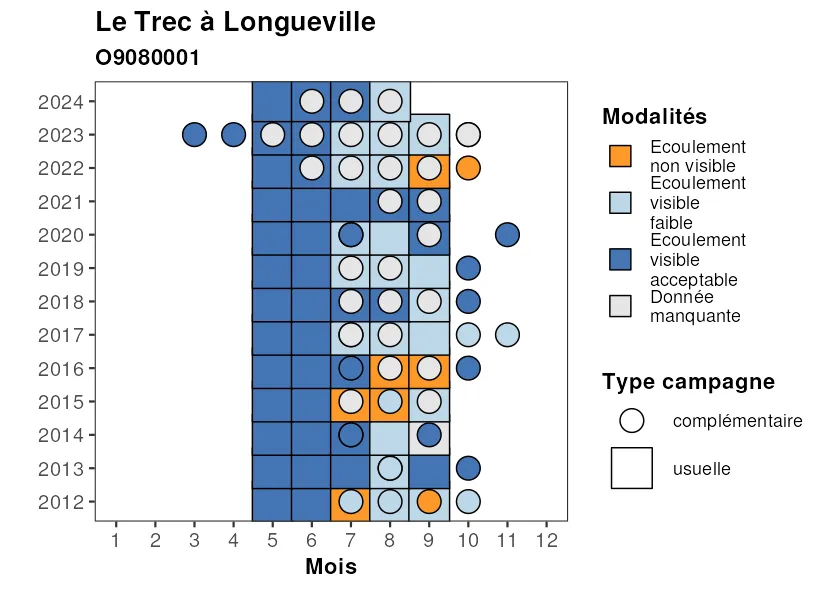 Le Trec à Longueville
O9080001
2024
2023
2022
2021
2020
2019
2018
2017
2016
2015
2014
2013
2012
1 2 3 4 5 6 7 8 9 10 11 12
Mois
Modalités
Ecoulement
non visible
Ecoulement
visible
faible
Ecoulement
visible
acceptable
Donnée
manquante
Type campagne
complémentaire
usuelle